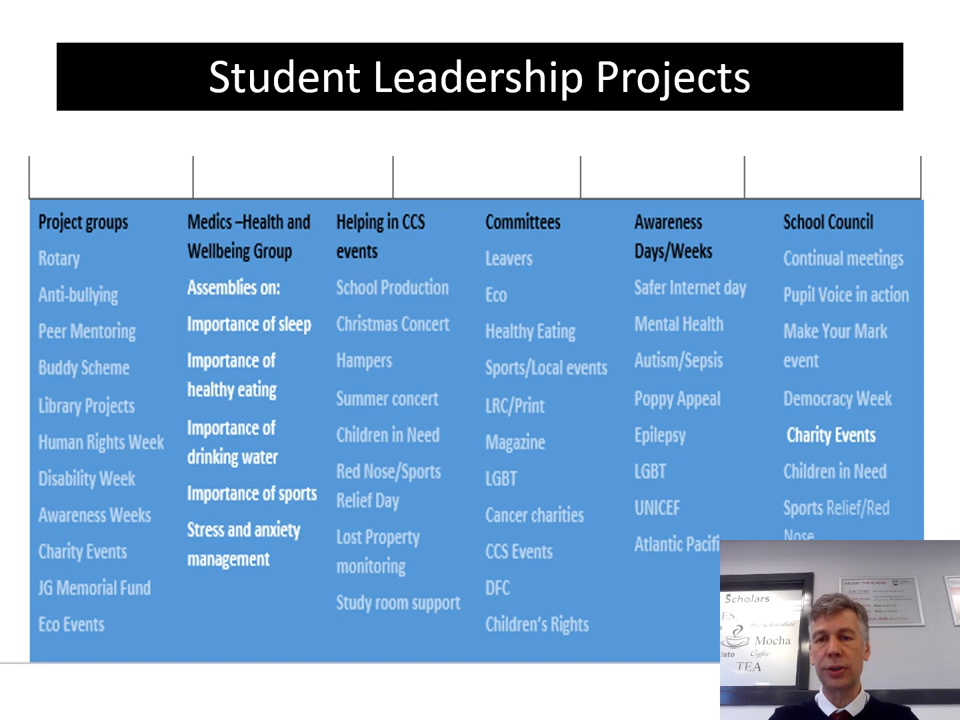 Student Leadership Projects
Project groups
Rotary
Anti-bullying
Peer Mentoring
Buddy Scheme
Library Projects
Human Rights Week
Disability Week
Awareness Weeks
Charity Events
JG Memorial Fund
Eco Events
Medics –Health and
Wellbeing Group
Assemblies on:
Importance of sleep
Importance of
healthy eating
Importance of
drinking water
Importance of sports
Stress and anxiety
management
Helping in CCS
events
School Production
Christmas Concert
Hampers
Summer concert
Children in Need
Red Nose/Sports
Relief Day
Lost Property
monitoring
Study room support
Committees
Leavers
Eco
Healthy Eating
Sports/Local events
LRC/Print
Magazine
LGBT
Cancer charities
CCS Events
DFC
Children's Rights
Awareness
Days/Weeks
Safer Internet day
Mental Health
Autism/Sepsis
Poppy Appeal
Epilepsy
LGBT
UNICEF
Atlantic Pacifi
School Council
Continual meetings
Pupil Voice in action
Make Your Mark
event
Democracy Week
Charity Events
Children in Need
Sports Relief/Red
Nose
Scholars
Mocha
Coffee
TEA